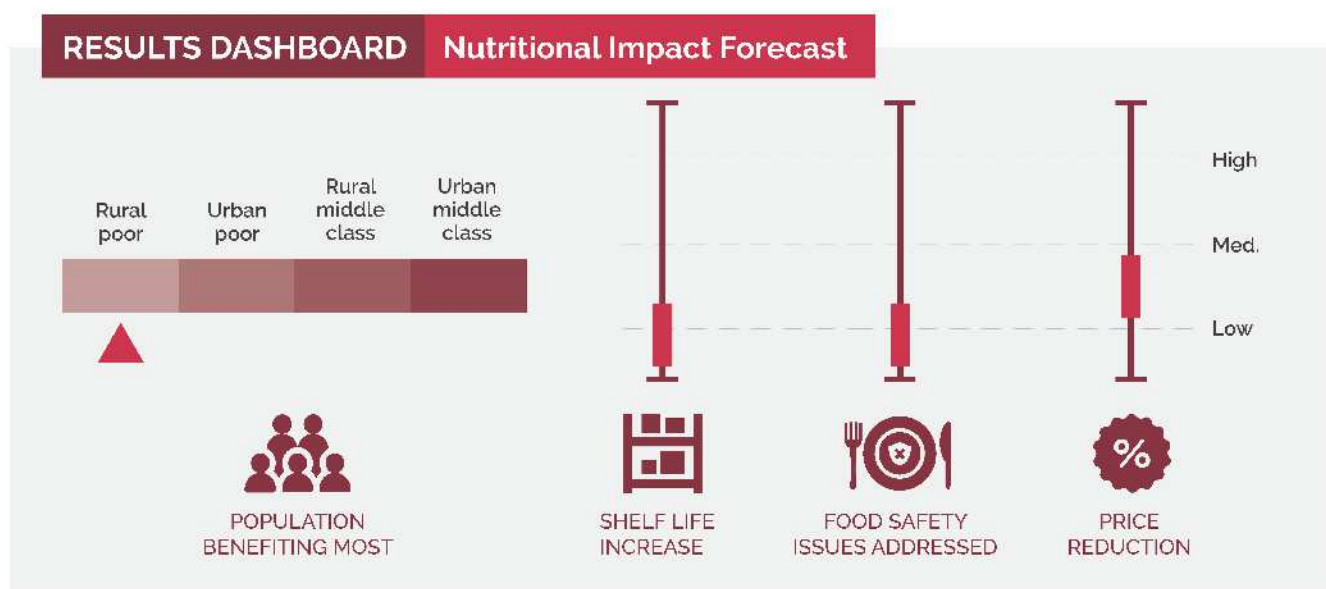 RESULTS DASHBOARD Nutritional Impact Forecast
Rural
poor
Urban
poor
Rural
middle
class
Urban
middle
class
High
Med.
Low
POPULATION
BENEFITING MOST
SHELF LIFE
INCREASE
FOOD SAFETY
ISSUES ADDRESSED
%
PRICE
REDUCTION